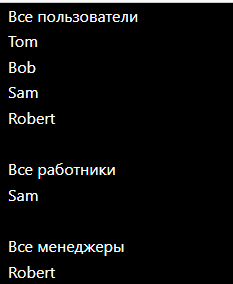 Все пользователи
Tom
Bob
Sam
Robert
Все работники
Sam
Все менеджеры
Robert